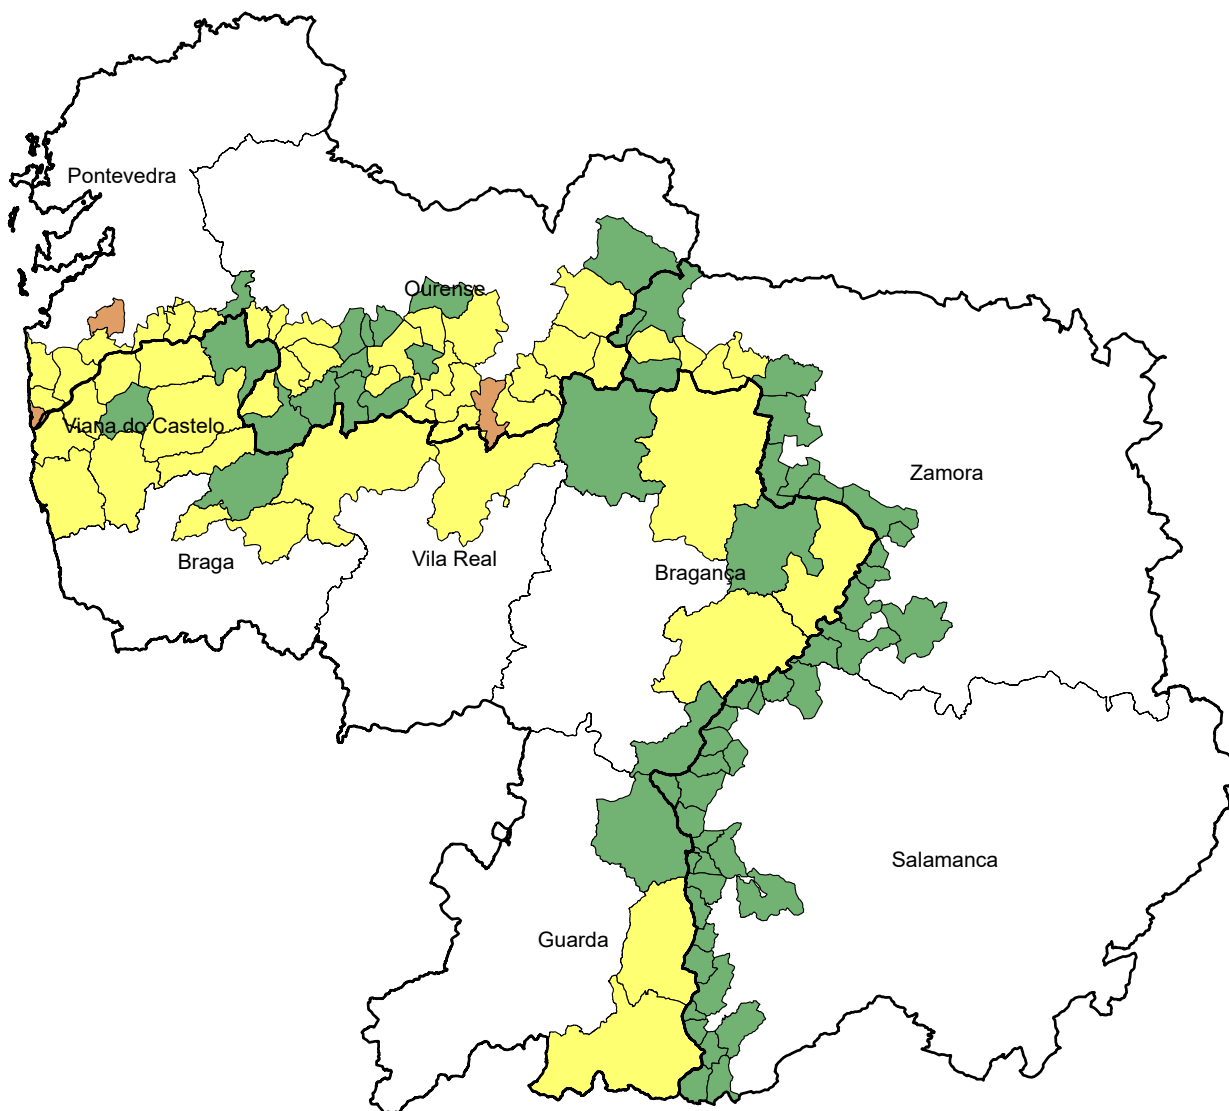 Pontevedra
Ourense
Viana do Castelo
Zamora
Braga
Vila Real
Bragança
Salamanca
Guarda